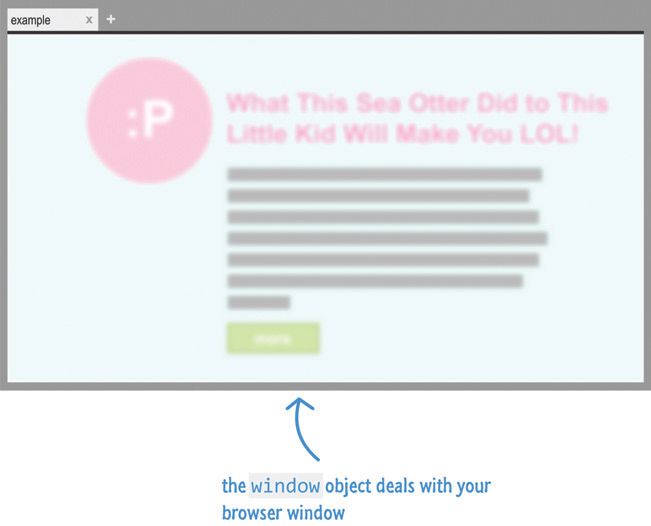 example x +
:P
What This Sea Otter Did to This
Little Kid Will Make You LOL!
more
the window object deals with your
browser window